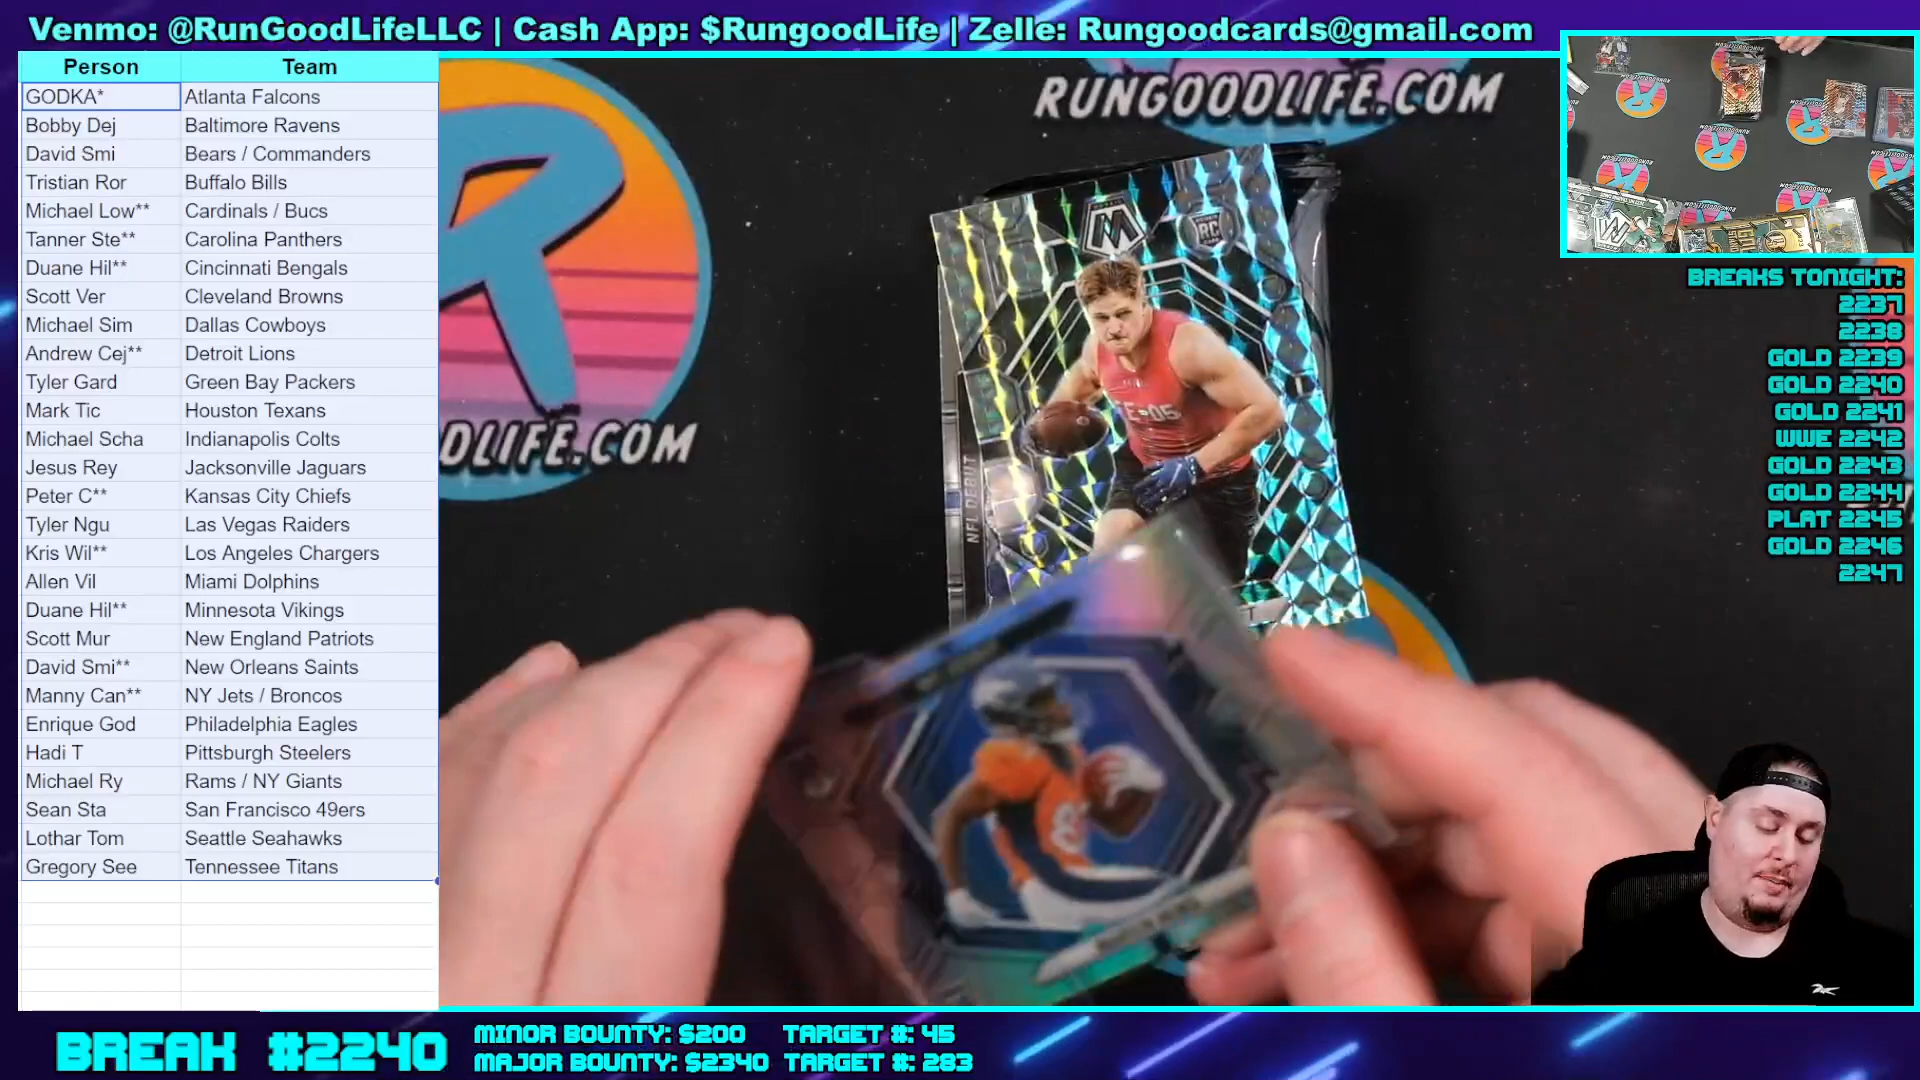 Venmo: @RunGoodLifeLLC | Cash App: $RungoodLife | Zelle: Rungoodcards@gmail.com
Person Team
GODKA* Atlanta Falcons
Bobby Dej Baltimore Ravens
David Smi Bears / Commanders
Tristian Ror Buffalo Bills
Michael Low** Cardinals / Bucs
Tanner Ste** Carolina Panthers
Duane Hil** Cincinnati Bengals
Scott Ver Cleveland Browns
Michael Sim Dallas Cowboys
Andrew Cej** Detroit Lions
Tyler Gard Green Bay Packers
Mark Tic Houston Texans
Michael Scha Indianapolis Colts
Jesus Rey Jacksonville Jaguars
Peter C** Kansas City Chiefs
Tyler Ngu Las Vegas Raiders
Kris Wil** Los Angeles Chargers
Allen Vil Miami Dolphins
Duane Hil** Minnesota Vikings
Scott Mur New England Patriots
David Smi** New Orleans Saints
Manny Can** NY Jets / Broncos
Enrique God Philadelphia Eagles
Hadi T Pittsburgh Steelers
Michael Ry Rams / NY Giants
Sean Sta San Francisco 49ers
Lothar Tom Seattle Seahawks
Gregory See Tennessee Titans
RUNGOODLIFE.COM
R
DLIFE.COM
M
RC
NFL DEBUT
BREAKS TONIGHT:
2237
2238
GOLD 2239
GOLD 2240
GOLD 2241
WWE 2242
GOLD 2243
GOLD 2244
PLAT 2245
GOLD 2246
2247
BREAK #2240
MINOR BOUNTY: $200 TARGET #: 45
MAJOR BOUNTY: $2340 TARGET #: 283